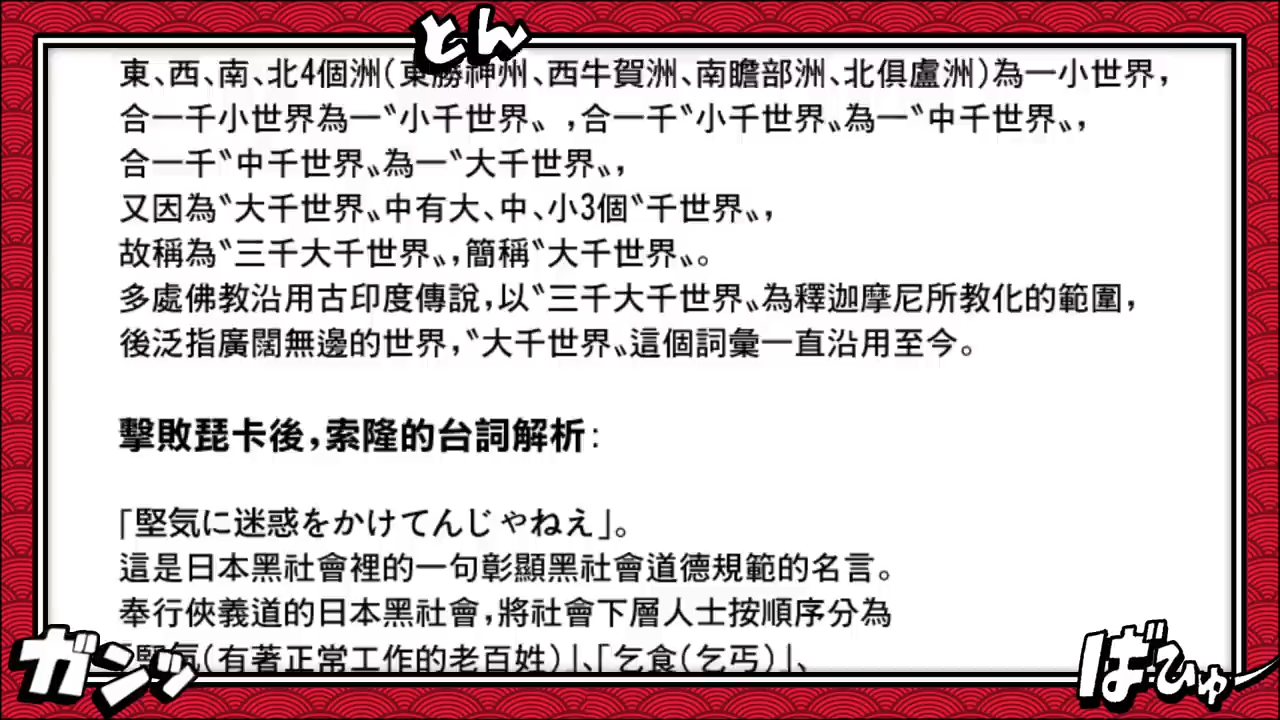 とん
東、西、南、北4個洲(東勝神州、西牛賀洲、南瞻部洲、北俱盧洲)為一小世界,
合一千小世界為一〝小千世界〟,合一千〝小千世界〟為一〝中千世界〟,
合一千〝中千世界〟為一〝大千世界〟,
又因為〝大千世界〟中有大、中、小3個〝千世界〟,
故稱為〝三千大千世界〟,簡稱〝大千世界〟。
多處佛教沿用古印度傳說,以〝三千大千世界〟為釋迦摩尼所教化的範圍,
後泛指廣闊無邊的世界,〝大千世界〟這個詞彙一直沿用至今。
擊敗琵卡後,索隆的台詞解析:
「堅気に迷惑をかけてんじゃねえ」。
這是日本黑社會裡的一句彰顯黑社會道德規範的名言。
奉行俠義道的日本黑社會,將社會下層人士按順序分為
「堅気(有著正常工作的老百姓)」、「乞食(乞丐)」、
ガンッ
ばひゅー